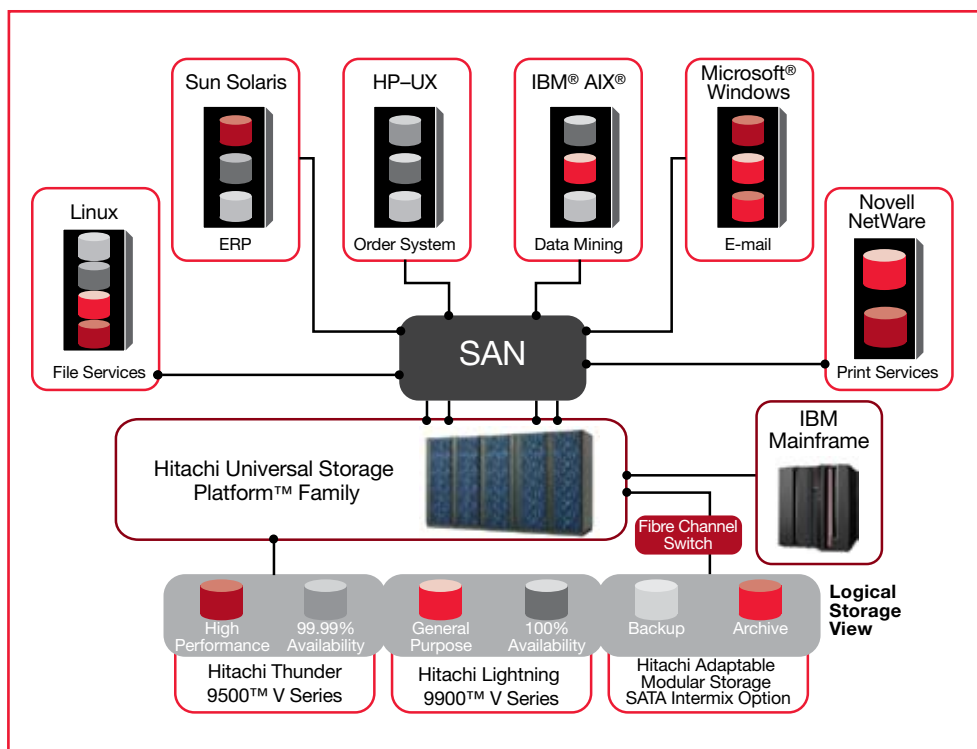 Sun Solaris
ERP
HP–UX
Order System
IBM® AIX®
Data Mining
Microsoft®
Windows
E-mail
Linux
File Services
Novell
NetWare
Print Services
SAN
Hitachi Universal Storage
Platform™ Family
IBM
Mainframe
Fibre Channel
Switch
High
Performance
99.99%
Availability
General
Purpose
100%
Availability
Backup
Archive
Logical
Storage
View
Hitachi Thunder
9500™ V Series
Hitachi Lightning
9900™ V Series
Hitachi Adaptable
Modular Storage
SATA Intermix Option